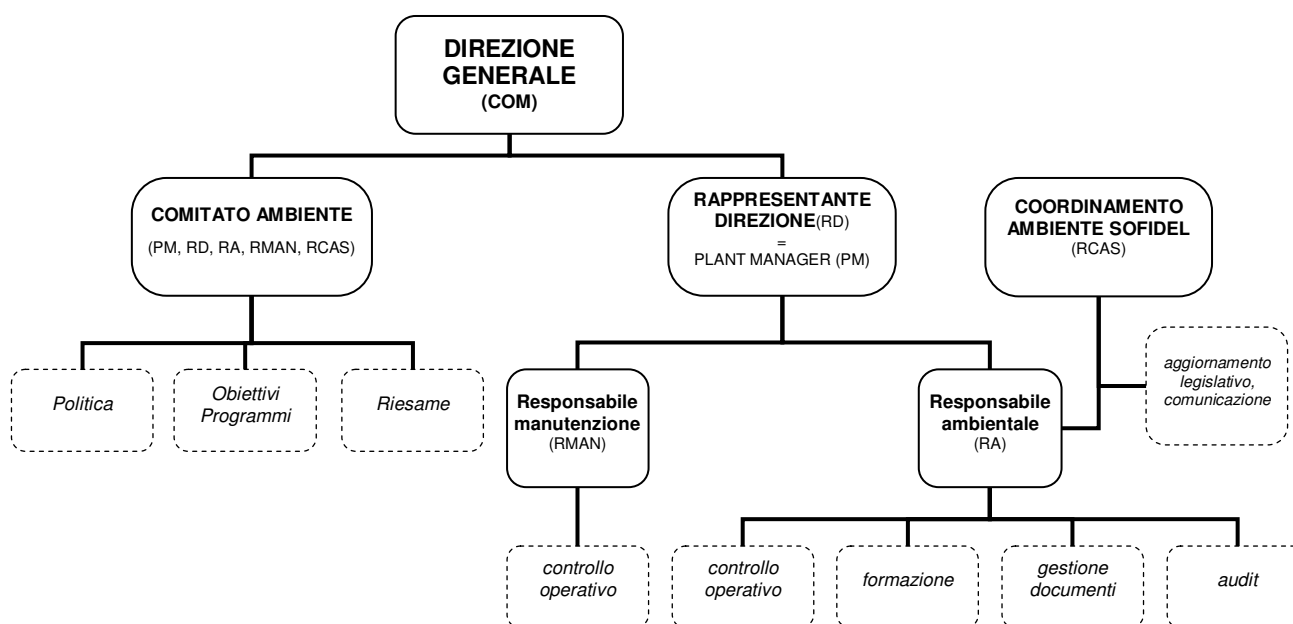 DIREZIONE
GENERALE
(COM)
COMITATO AMBIENTE
(PM, RD, RA, RMAN, RCAS)
RAPPRESENTANTE
DIREZIONE(RD)
=
PLANT MANAGER (PM)
COORDINAMENTO
AMBIENTE SOFIDEL
(RCAS)
Politica
Obiettivi
Programmi
Riesame
Responsabile
manutenzione
(RMAN)
Responsabile
ambientale
(RA)
aggiornamento
legislativo,
comunicazione
controllo
operativo
controllo
operativo
formazione
gestione
documenti
audit